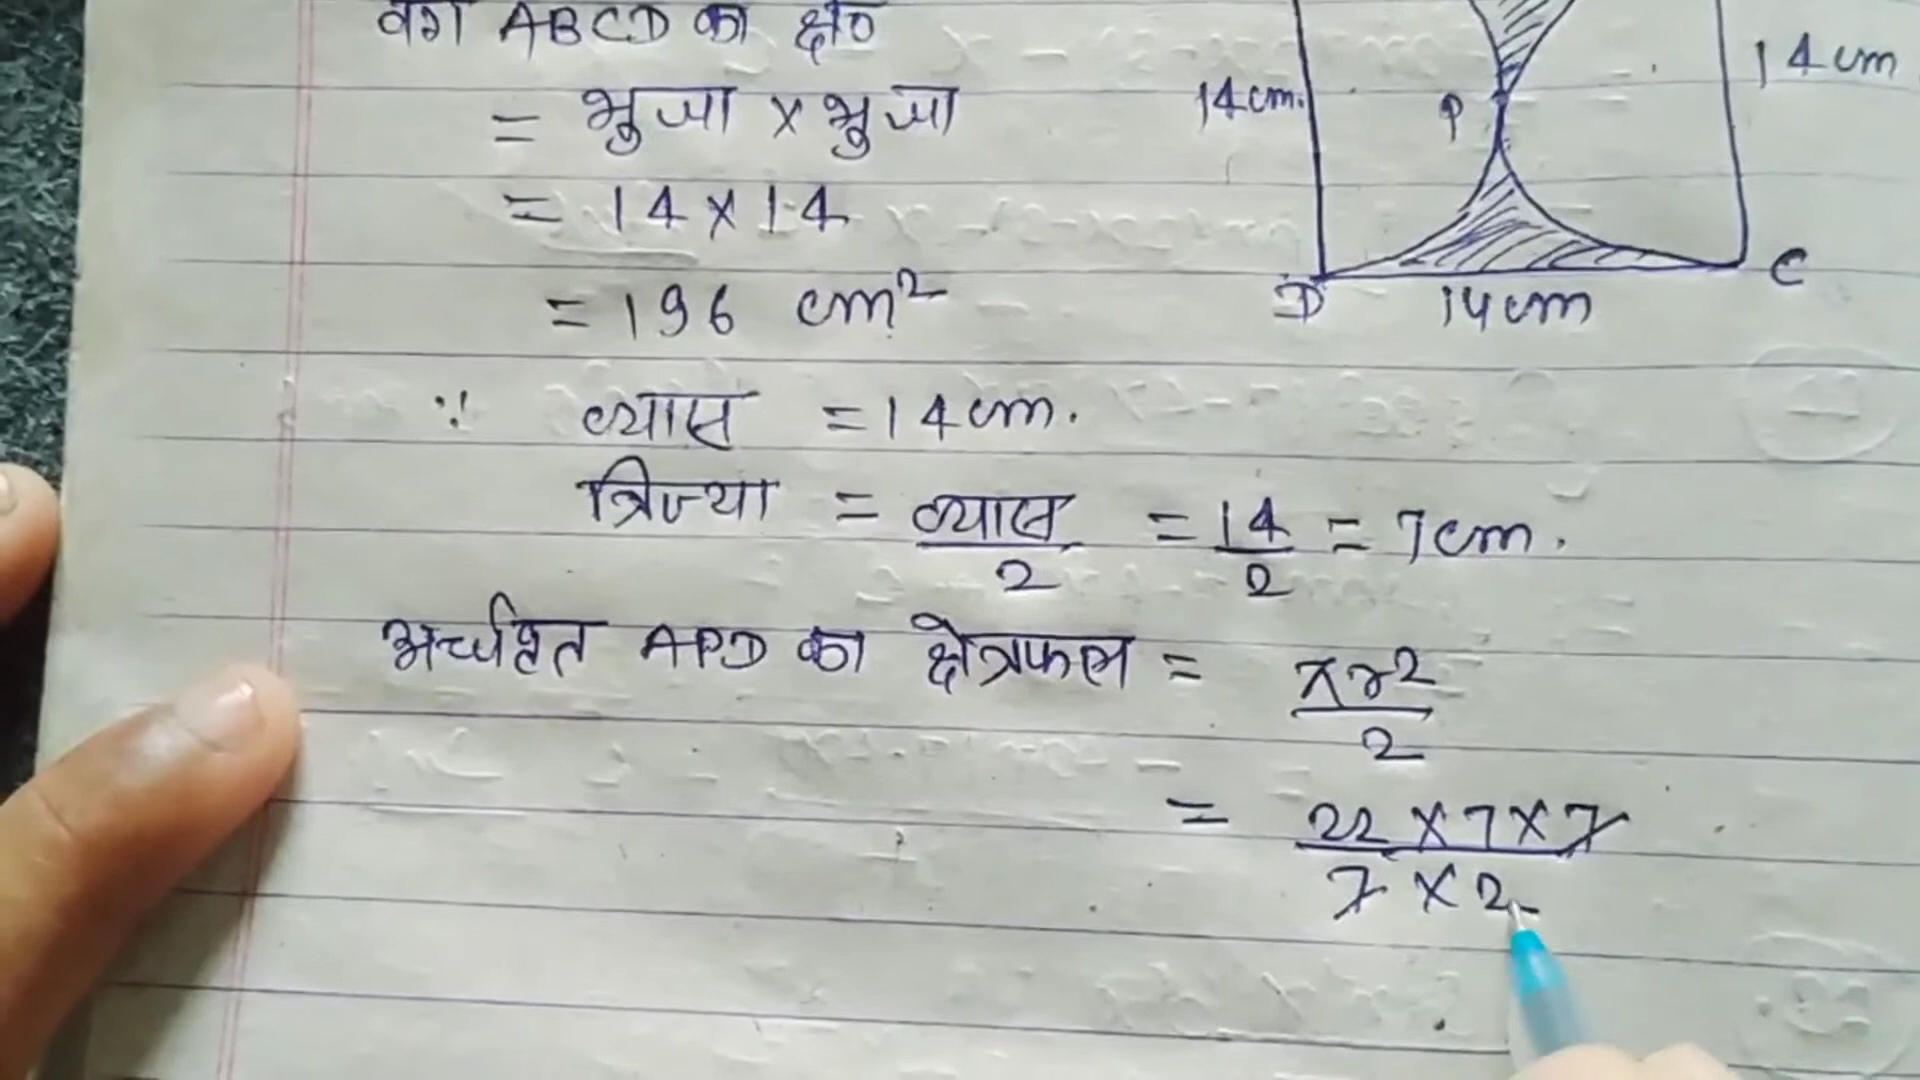 वर्ग ABCD का क्षे०
= भुजा × भुजा
= 14 × 14
= 196 cm²
∵ व्यास = 14 cm.
त्रिज्या = व्यास/2 = 14/2 = 7 cm.
अर्धवृत्त APD का क्षेत्रफल = πr²/2
= 22 × 7 × 7 / 7 × 2
14 cm.
P
14 cm
D
14 cm
C